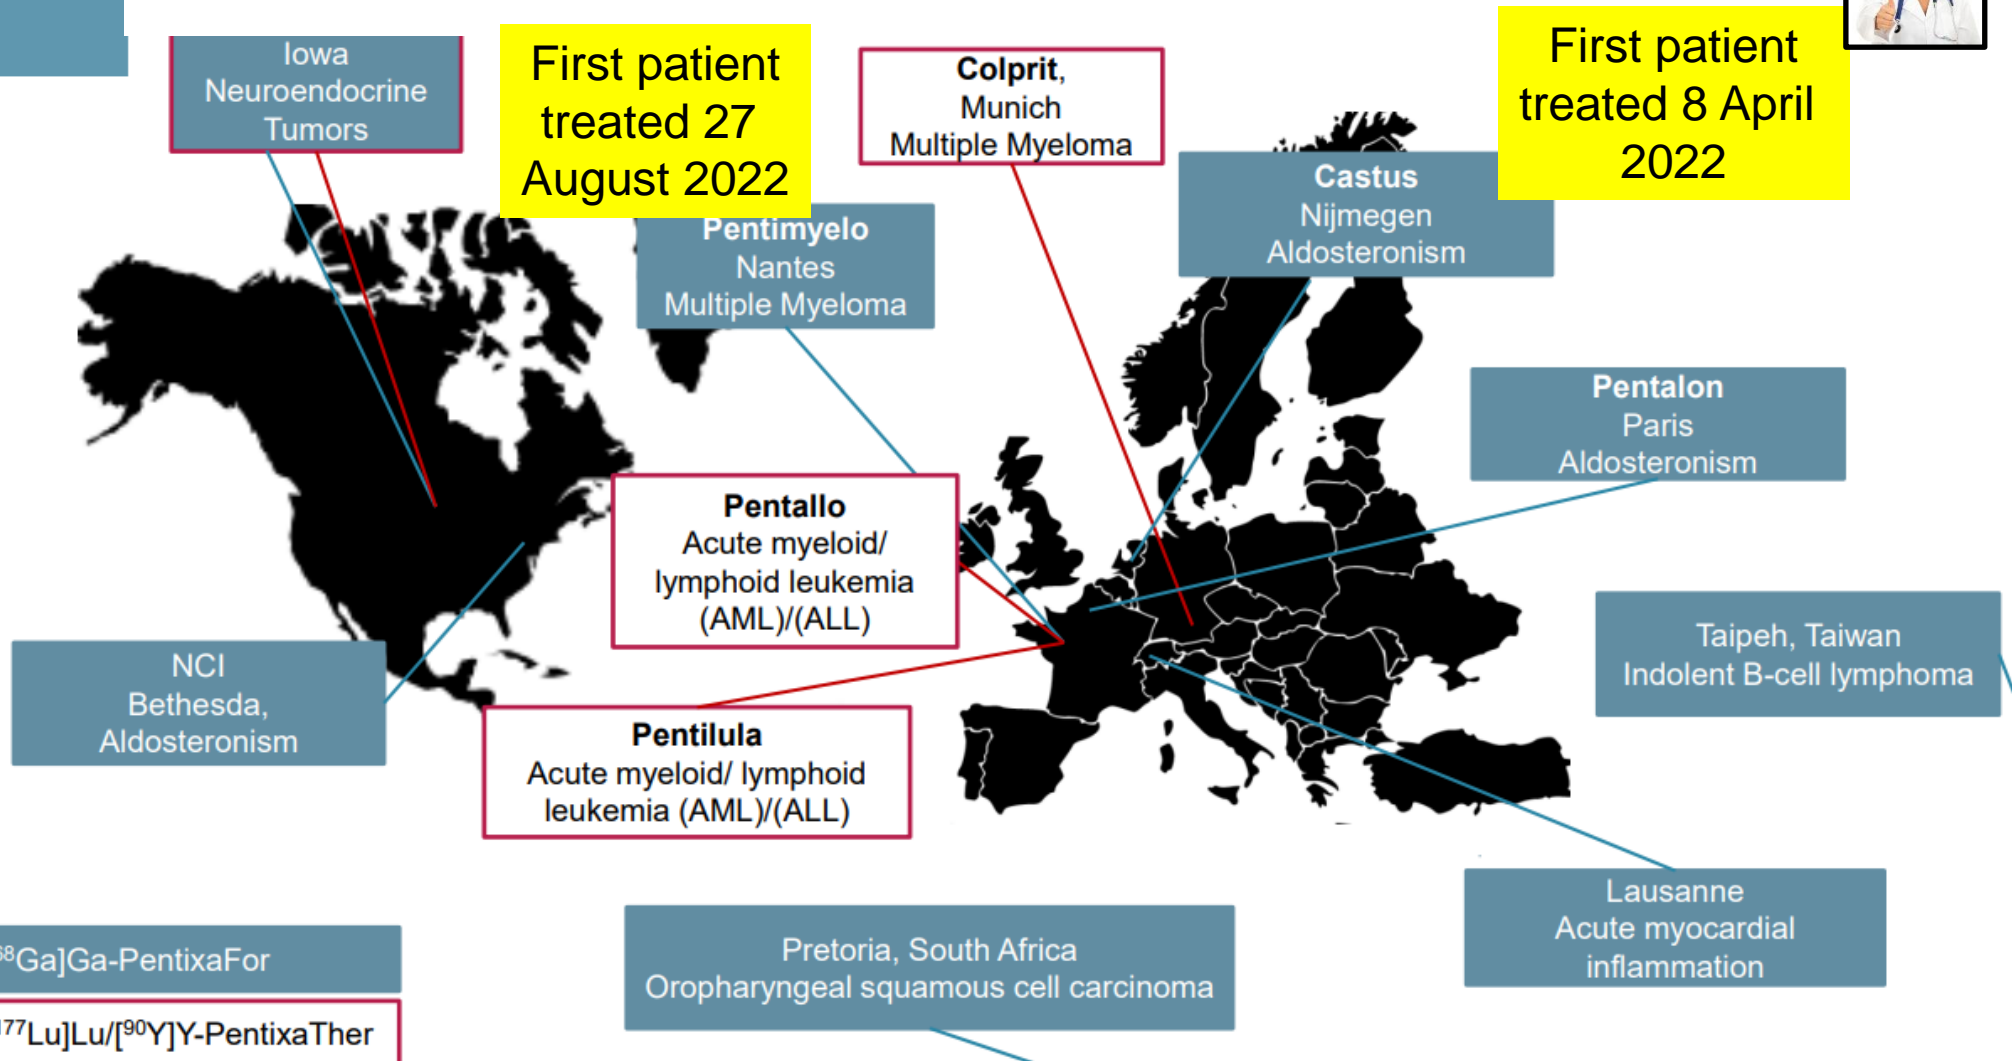 Iowa
Neuroendocrine
Tumors
First patient
treated 27
August 2022
Colprit,
Munich
Multiple Myeloma
First patient
treated 8 April
2022
Castus
Nijmegen
Aldosteronism
Pentimyelo
Nantes
Multiple Myeloma
Pentalon
Paris
Aldosteronism
Pentallo
Acute myeloid/
lymphoid leukemia
(AML)/(ALL)
Taipeh, Taiwan
Indolent B-cell lymphoma
NCI
Bethesda,
Aldosteronism
Pentilula
Acute myeloid/ lymphoid
leukemia (AML)/(ALL)
Lausanne
Acute myocardial
inflammation
Pretoria, South Africa
Oropharyngeal squamous cell carcinoma
⁶⁸Ga]Ga-PentixaFor
¹⁷⁷Lu]Lu/[⁹⁰Y]Y-PentixaTher